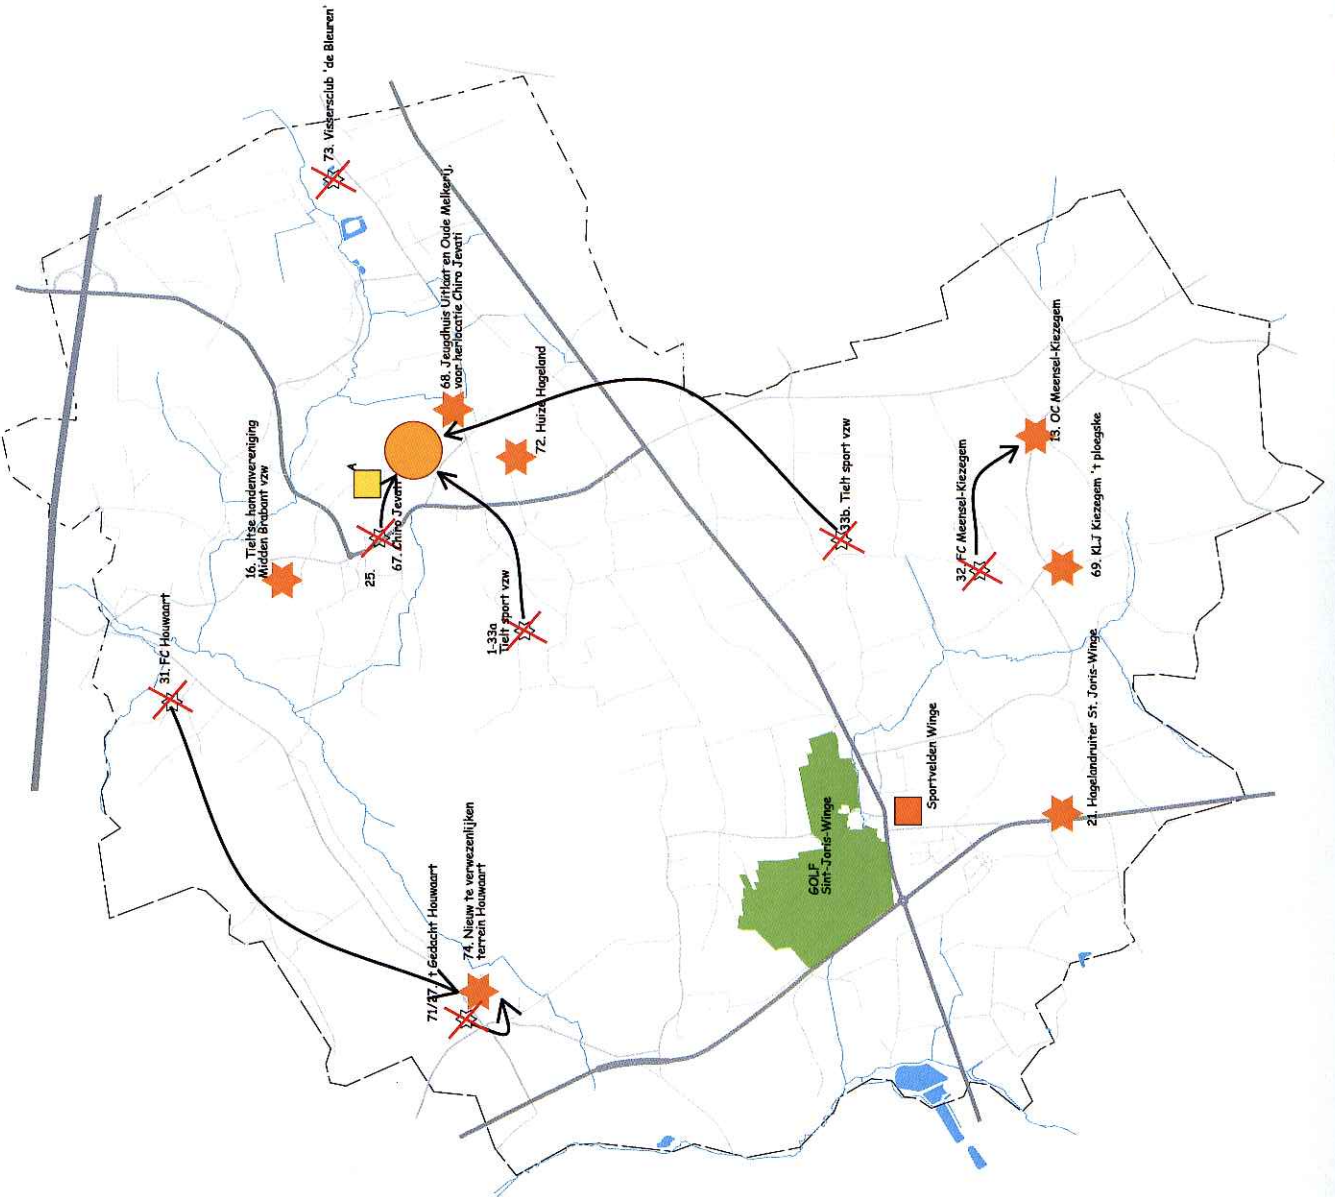 73. Vissersclub 'de Bleuren'
68. Jeugdhuis Uitlaat en Oude Melkerij,
voor herlocatie Chiro Jevati
72. Huize Hageland
13. OC Meensel-Kiezegem
16. Tieltse hondenvereniging
Midden Brabant vzw
A
67. Chiro Jevati
25.
33b. Tielt sport vzw
32. FC Meensel-Kiezegem
69. KLJ Kiezegem 't ploegske
31. FC Houwaart
1-33a
Tielt sport vzw
21. Hagelandruiter St. Joris-Winge
Sportvelden Winge
GOLF
Sint-Joris-Winge
74. Nieuw te verwezenlijken
terrein Houwaart
71/27. 't Gedacht Houwaart